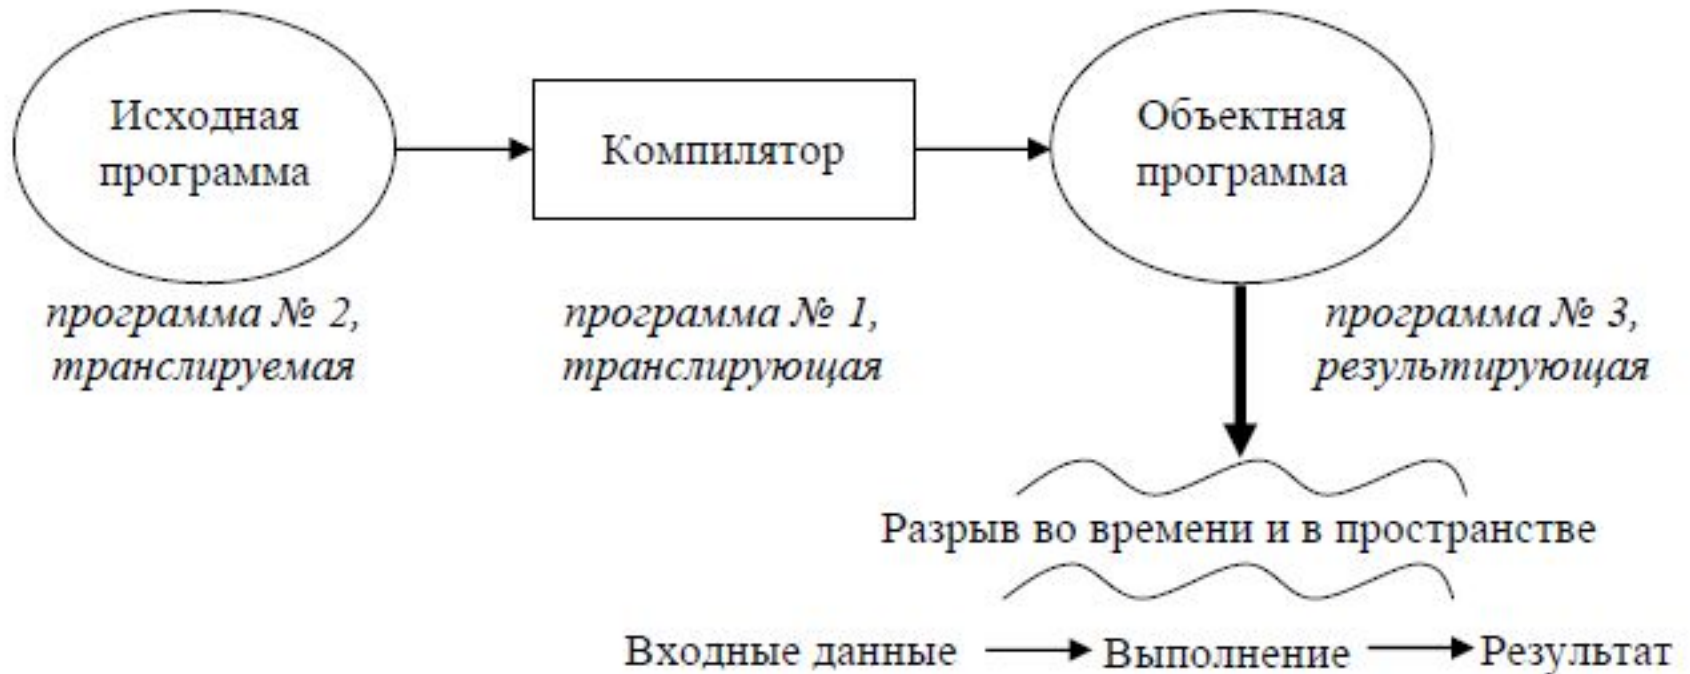 Исходная
программа
Компилятор
Объектная
программа
программа № 2,
транслируемая
программа № 1,
транслирующая
программа № 3,
результирующая
Разрыв во времени и в пространстве
Входные данные
Выполнение
Результат